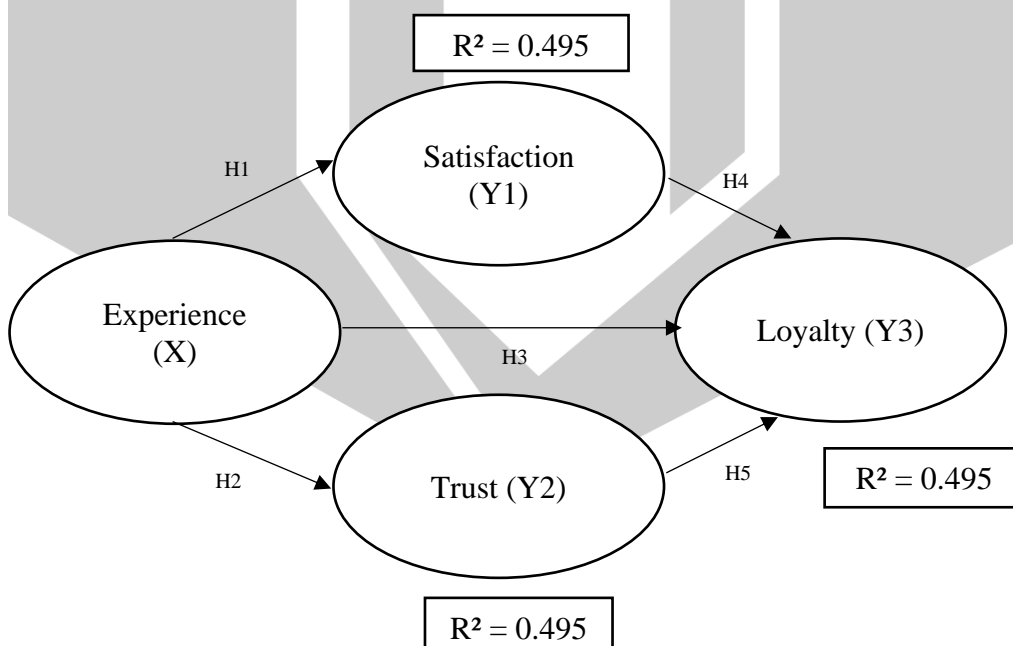 R² = 0.495
Satisfaction
(Y1)
H1
H4
Experience
(X)
H3
Loyalty (Y3)
H2
Trust (Y2)
H5
R² = 0.495
R² = 0.495